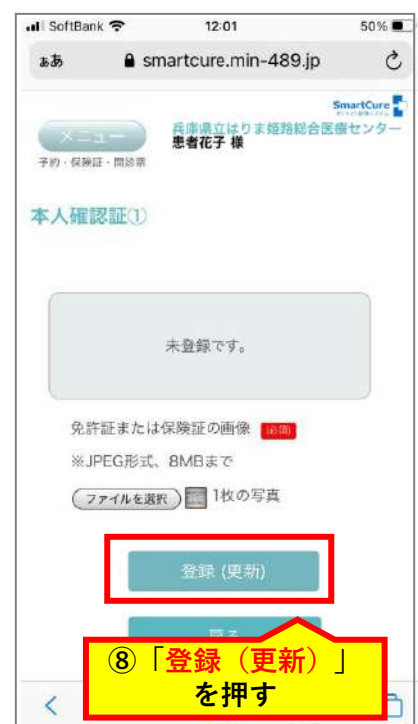 SoftBank 12:01 50%
ぁあ smartcure.min-489.jp
SmartCure
メニュー
予約・保険証・問診票
兵庫県立はりま姫路総合医療センター
患者花子 様
本人確認証①
未登録です。
免許証または保険証の画像 (必須)
※JPEG形式、8MBまで
ファイルを選択 1枚の写真
登録 (更新)
戻る
⑧「登録（更新）」
を押す